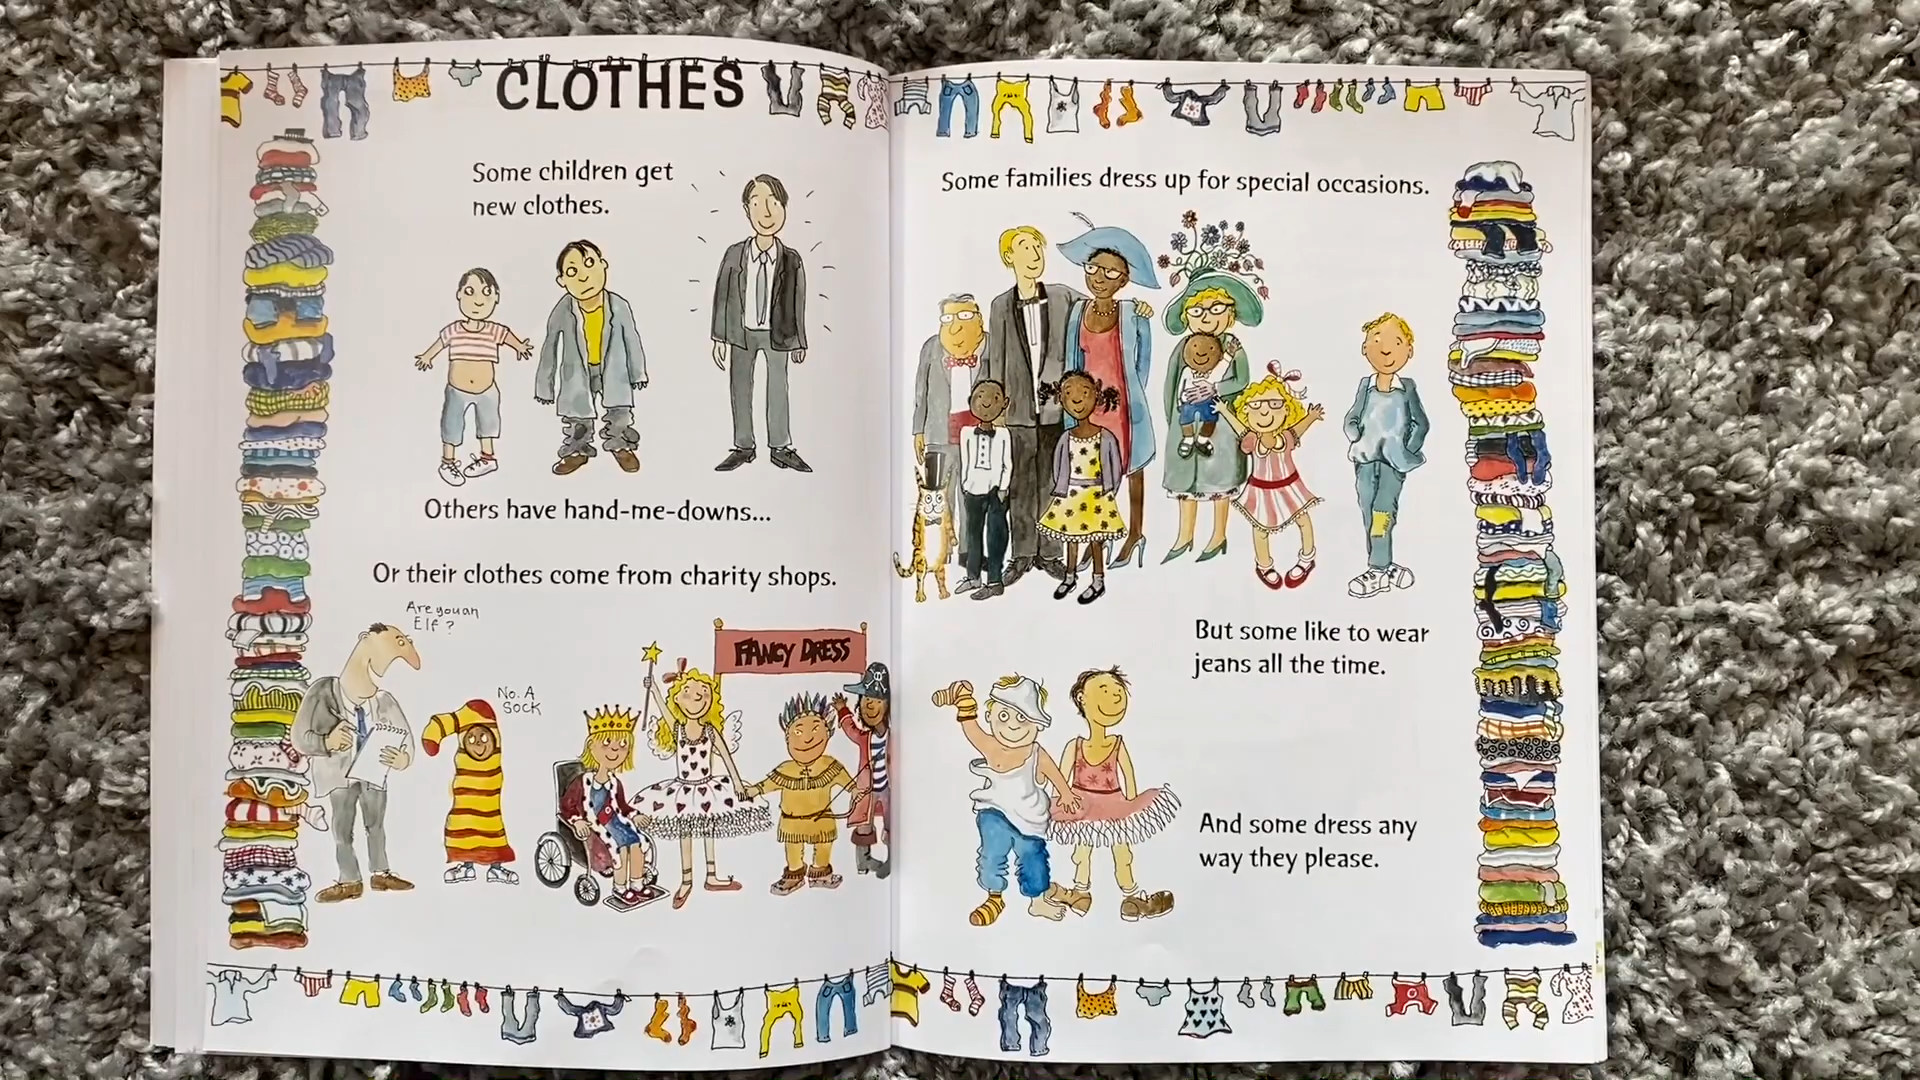 CLOTHES
Some children get
new clothes.
Others have hand-me-downs...
Or their clothes come from charity shops.
Are you an
Elf?
No. A
Sock
FANCY DRESS
Some families dress up for special occasions.
But some like to wear
jeans all the time.
And some dress any
way they please.